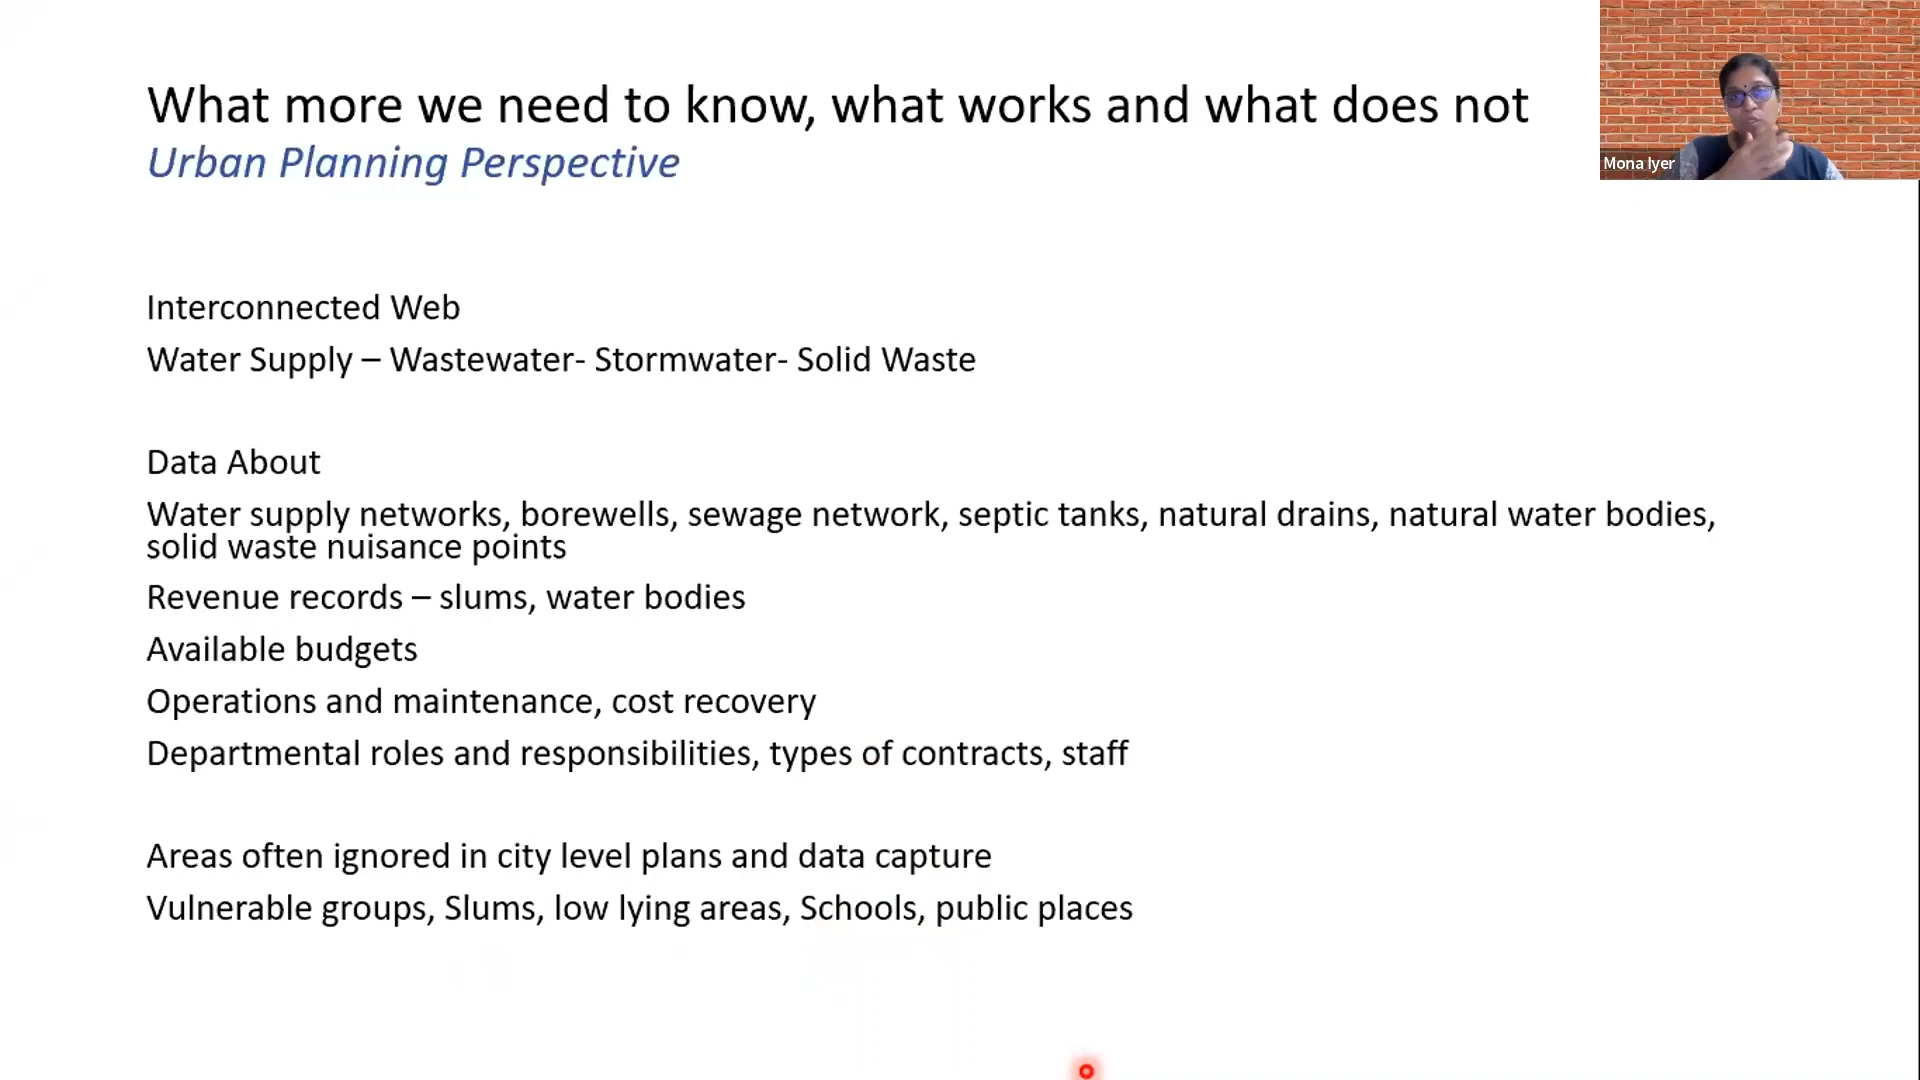 What more we need to know, what works and what does not
Urban Planning Perspective
Mona Iyer
Interconnected Web
Water Supply – Wastewater- Stormwater- Solid Waste
Data About
Water supply networks, borewells, sewage network, septic tanks, natural drains, natural water bodies,
solid waste nuisance points
Revenue records – slums, water bodies
Available budgets
Operations and maintenance, cost recovery
Departmental roles and responsibilities, types of contracts, staff
Areas often ignored in city level plans and data capture
Vulnerable groups, Slums, low lying areas, Schools, public places